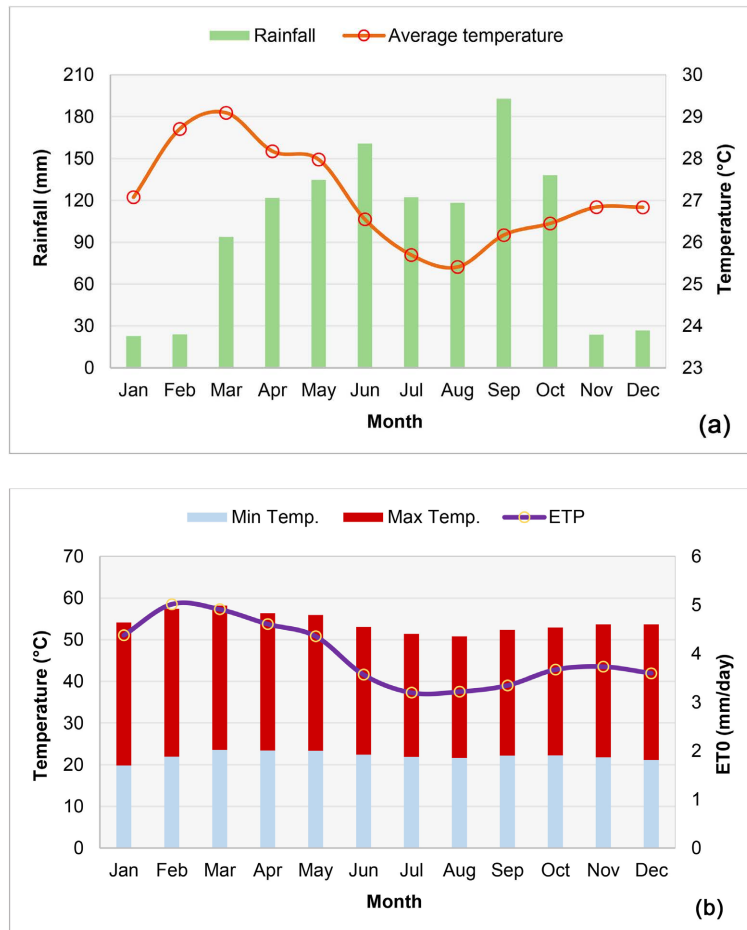 Rainfall Average temperature
210 30
180 29
150 28
120 27
90 26
60 25
30 24
0 23
Rainfall (mm)
Temperature (°C)
Jan Feb Mar Apr May Jun Jul Aug Sep Oct Nov Dec
Month
(a)
Min Temp. Max Temp. ETP
70 6
60 5
50 4
40
30 3
20 2
10 1
0 0
Temperature (°C)
ET0 (mm/day)
Jan Feb Mar Apr May Jun Jul Aug Sep Oct Nov Dec
Month
(b)